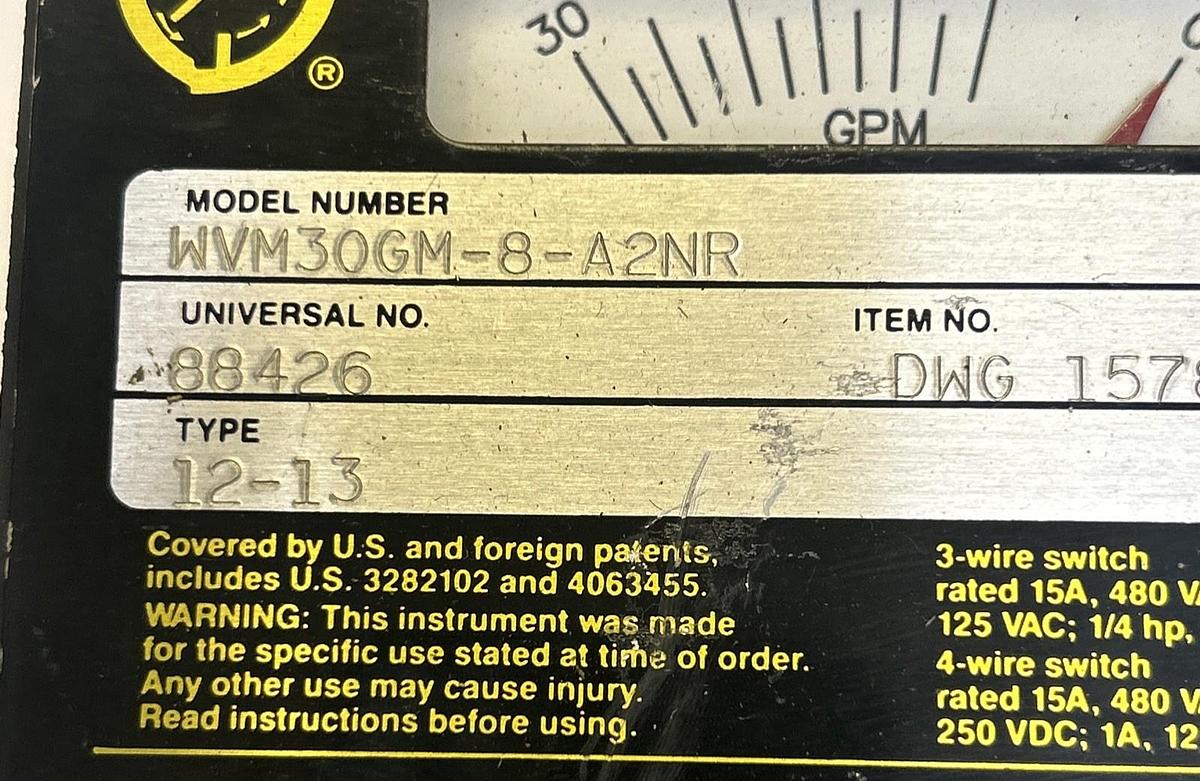 ®
30
GPM
MODEL NUMBER
WVM30GM-8-A2NR
UNIVERSAL NO.
ITEM NO.
88426
DWG 1578
TYPE
12-13
Covered by U.S. and foreign patents,
includes U.S. 3282102 and 4063455.
WARNING: This instrument was made
for the specific use stated at time of order.
Any other use may cause injury.
Read instructions before using.
3-wire switch
rated 15A, 480 V
125 VAC; 1/4 hp,
4-wire switch
rated 15A, 480 V
250 VDC; 1A, 12